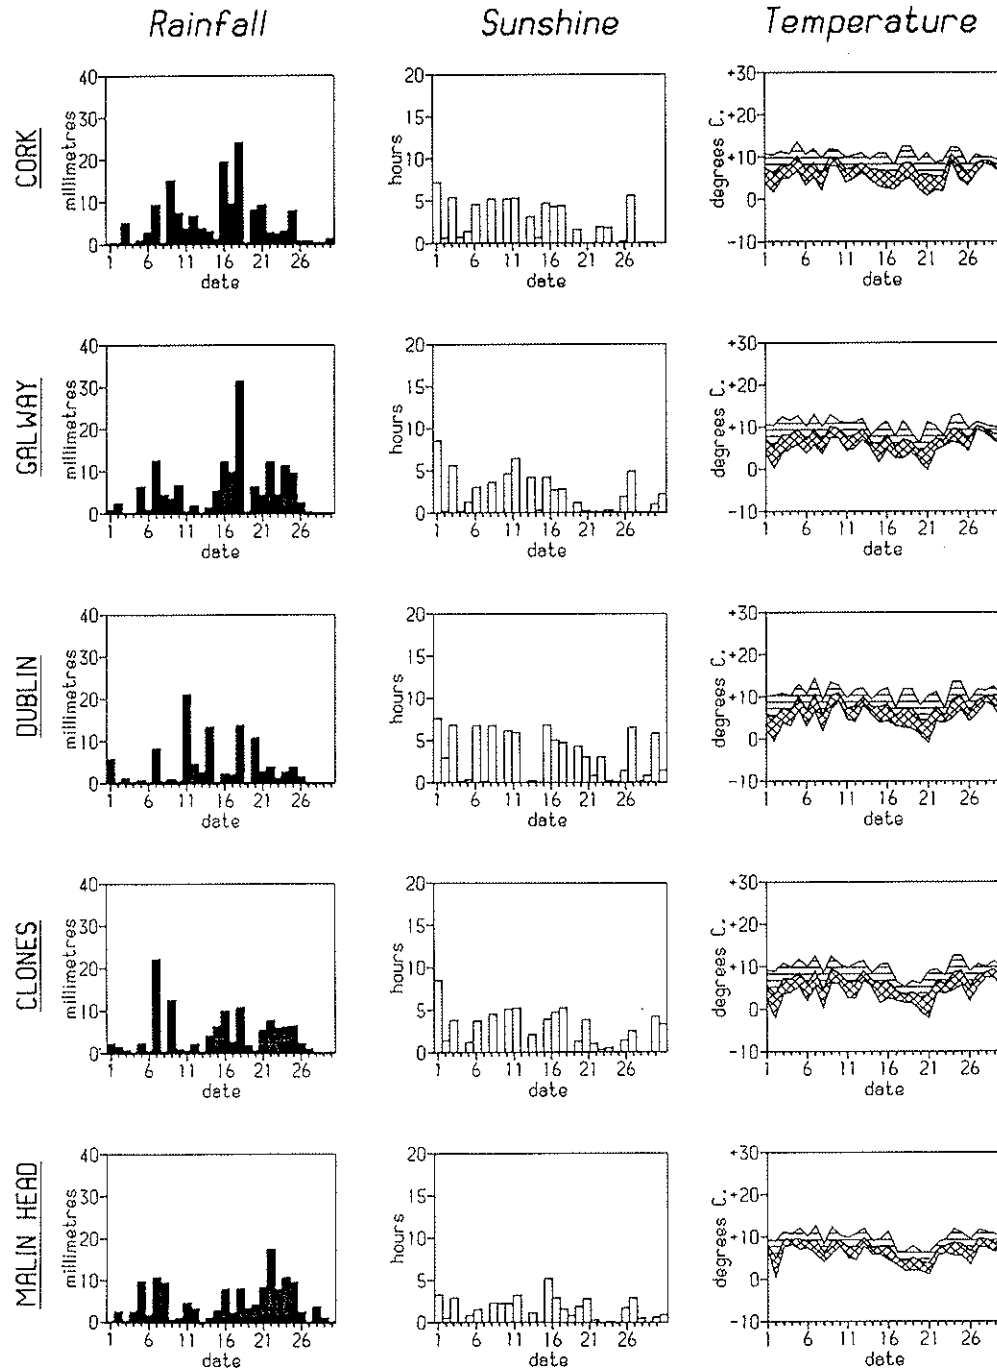 Rainfall Sunshine Temperature
CORK
millimetres
40
30
20
10
0
1 6 11 16 21 26
date
hours
20
15
10
5
0
1 6 11 16 21 26
date
degrees C.
+30
+20
+10
0
-10
1 6 11 16 21 26
date
GALWAY
millimetres
40
30
20
10
0
1 6 11 16 21 26
date
hours
20
15
10
5
0
1 6 11 16 21 26
date
degrees C.
+30
+20
+10
0
-10
1 6 11 16 21 26
date
DUBLIN
millimetres
40
30
20
10
0
1 6 11 16 21 26
date
hours
20
15
10
5
0
1 6 11 16 21 26
date
degrees C.
+30
+20
+10
0
-10
1 6 11 16 21 26
date
CLONES
millimetres
40
30
20
10
0
1 6 11 16 21 26
date
hours
20
15
10
5
0
1 6 11 16 21 26
date
degrees C.
+30
+20
+10
0
-10
1 6 11 16 21 26
date
MALIN HEAD
millimetres
40
30
20
10
0
1 6 11 16 21 26
date
hours
20
15
10
5
0
1 6 11 16 21 26
date
degrees C.
+30
+20
+10
0
-10
1 6 11 16 21 26
date